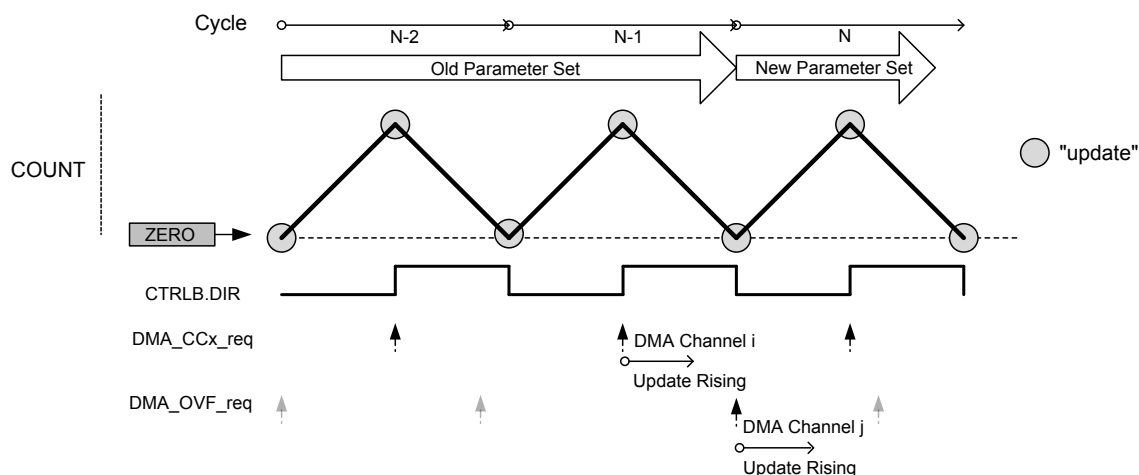 Cycle
N-2
N-1
N
Old Parameter Set
New Parameter Set
COUNT
"update"
ZERO
CTRLB.DIR
DMA_CCx_req
DMA Channel i
Update Rising
DMA_OVF_req
DMA Channel j
Update Rising